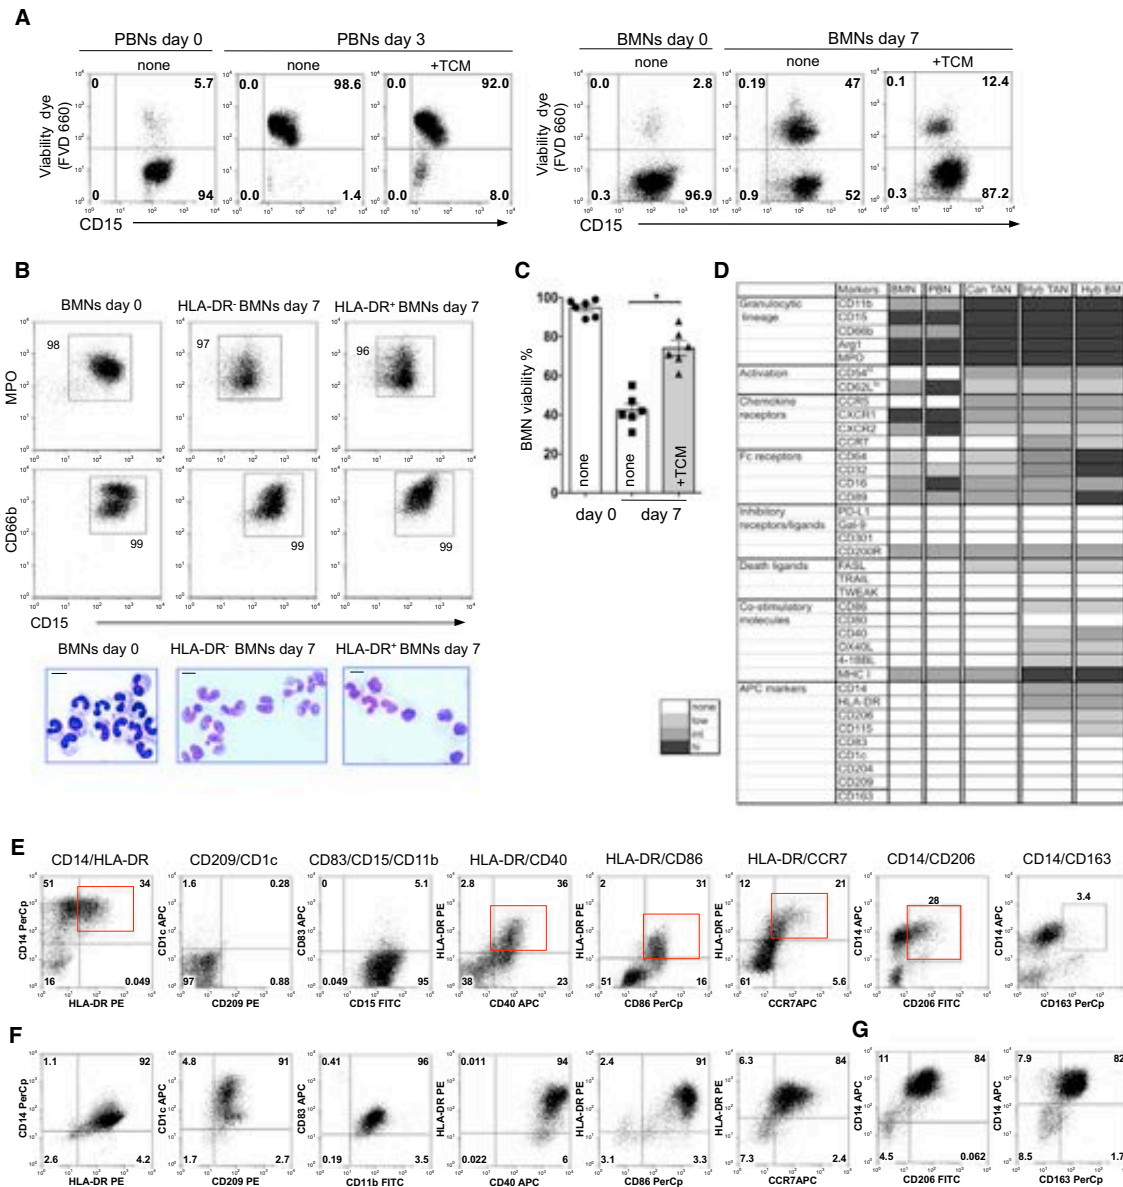 A
PBNs day 0
PBNs day 3
BMNs day 0
BMNs day 7
none
none
+TCM
none
none
+TCM
Viability dye
(FVD 660)
0 5.7
0 94
0.0 98.6
0.0 1.4
0.0 92.0
0.0 8.0
Viability dye
(FVD 660)
0.0 2.8
0.3 96.9
0.19 47
0.9 52
0.1 12.4
0.3 87.2
CD15
CD15
B
BMNs day 0
HLA-DR- BMNs day 7
HLA-DR+ BMNs day 7
MPO
98
97
96
CD66b
99
99
99
CD15
BMNs day 0
HLA-DR- BMNs day 7
HLA-DR+ BMNs day 7
C
BMN viability %
100
80
60
40
20
0
*
none
none
+TCM
day 0
day 7
D
Markers BMN PBN Can TAN Hyb TAN Hyb BM
Granulocytic lineage
CD11b
CD15
CD66b
Arg1
MPO
Activation
CD54hi
CD62Llo
Chemokine receptors
CCR5
CXCR1
CXCR2
CCR7
Fc receptors
CD64
CD32
CD16
CD89
Inhibitory receptors/ligands
PD-L1
Gal-9
CD301
CD200R
Death ligands
FASL
TRAIL
TWEAK
Co-stimulatory molecules
CD86
CD80
CD40
OX40L
4-1BBL
MHC I
APC markers
CD14
HLA-DR
CD206
CD115
CD83
CD1c
CD204
CD209
CD163
none
low
int
hi
E
CD14/HLA-DR
CD209/CD1c
CD83/CD15/CD11b
HLA-DR/CD40
HLA-DR/CD86
HLA-DR/CCR7
CD14/CD206
CD14/CD163
CD14 PerCp
51 34
16 0.049
HLA-DR PE
CD1c APC
1.6 0.28
97 0.88
CD209 PE
CD83 APC
0 5.1
0.049 95
CD15 FITC
HLA-DR PE
2.8 36
38 23
CD40 APC
HLA-DR PE
2 31
51 16
CD86 PerCp
HLA-DR PE
12 21
61 5.6
CCR7APC
CD14 APC
28
CD206 FITC
CD14 APC
3.4
CD163 PerCp
F
CD14 PerCp
1.1 92
2.6 4.2
HLA-DR PE
CD1c APC
4.8 91
1.7 2.7
CD209 PE
CD83 APC
0.41 96
0.19 3.5
CD11b FITC
HLA-DR PE
0.011 94
0.022 6
CD40 APC
HLA-DR PE
2.4 91
3.1 3.3
CD86 PerCp
HLA-DR PE
6.3 84
7.3 2.4
CCR7APC
G
CD14 APC
11 84
4.5 0.062
CD206 FITC
CD14 APC
7.9 82
8.5 1.7
CD163 PerCp